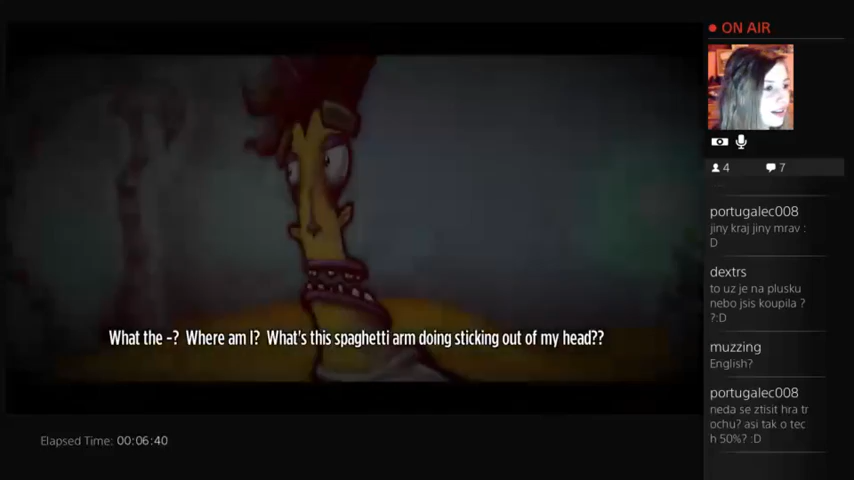 ON AIR
4 7
portugalec008
jiny kraj jiny mrav :
D
dextrs
to uz je na plusku
nebo jsis koupila ?
?:D
muzzing
English?
portugalec008
neda se ztisit hra tr
ochu? asi tak o tec
h 50%? :D
What the -? Where am I? What's this spaghetti arm doing sticking out of my head??
Elapsed Time: 00:06:40